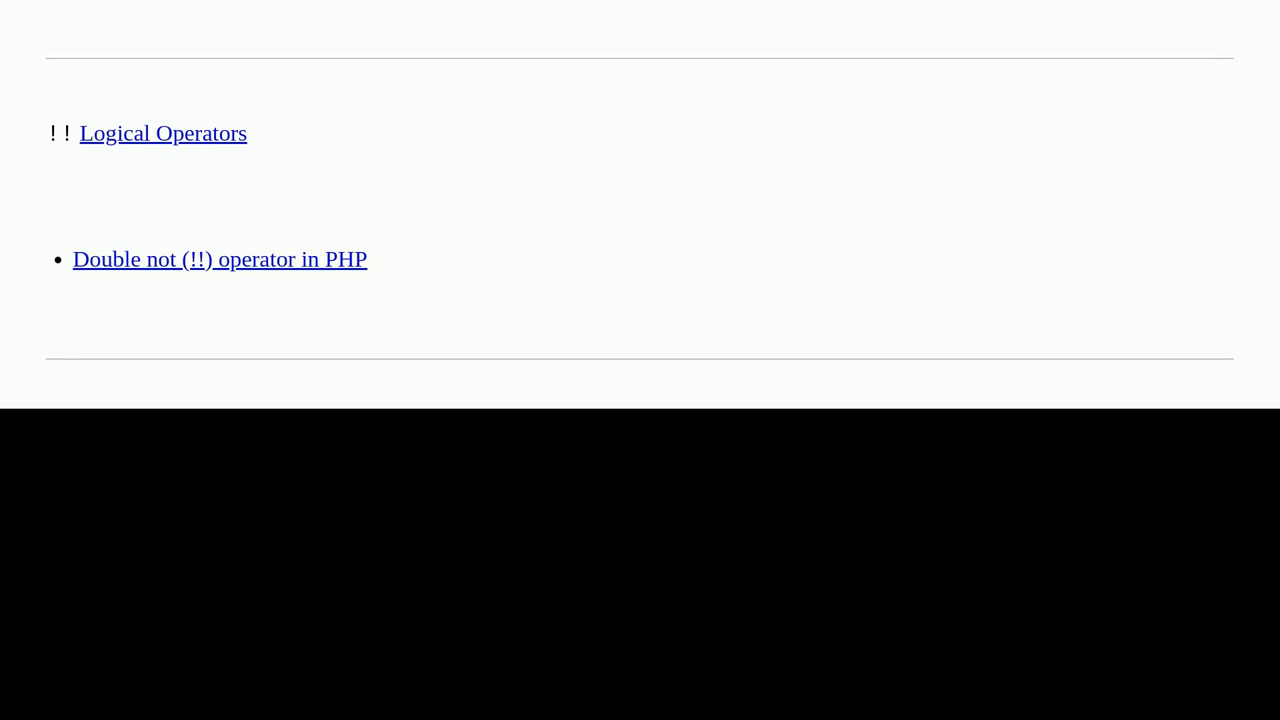 !! Logical Operators
• Double not (!!) operator in PHP